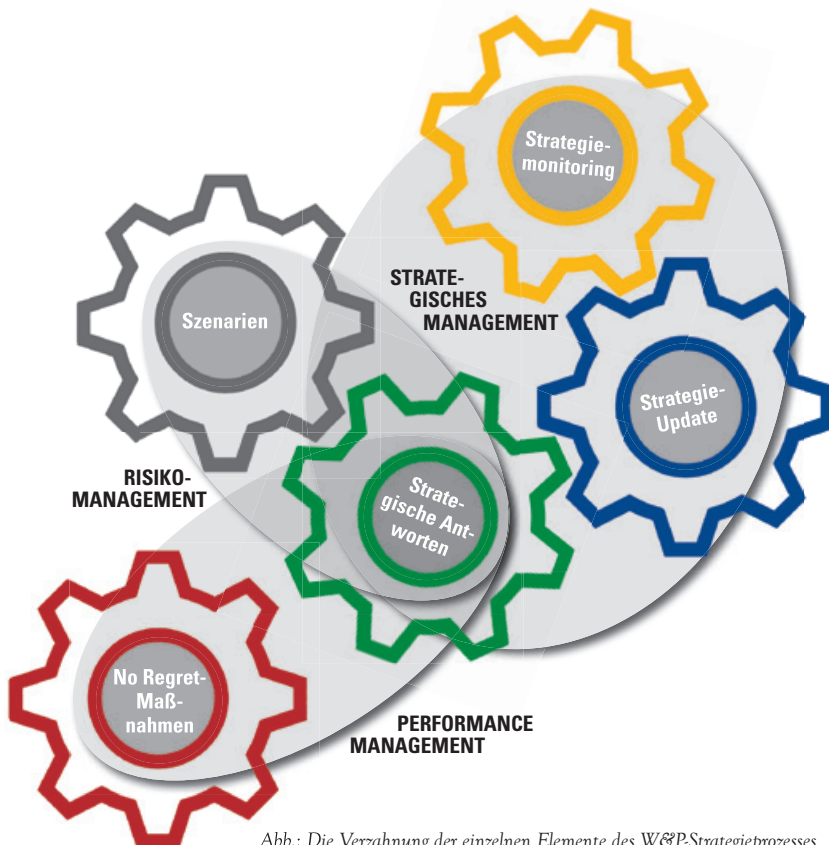 Strategie-
monitoring
STRATE-
GISCHES
MANAGEMENT
Szenarien
Strategie-
Update
RISIKO-
MANAGEMENT
Strate-
gische Ant-
worten
No Regret-
Maß-
nahmen
PERFORMANCE
MANAGEMENT
Abb.: Die Verzahnung der einzelnen Elemente des W&P-Strategieprozesses